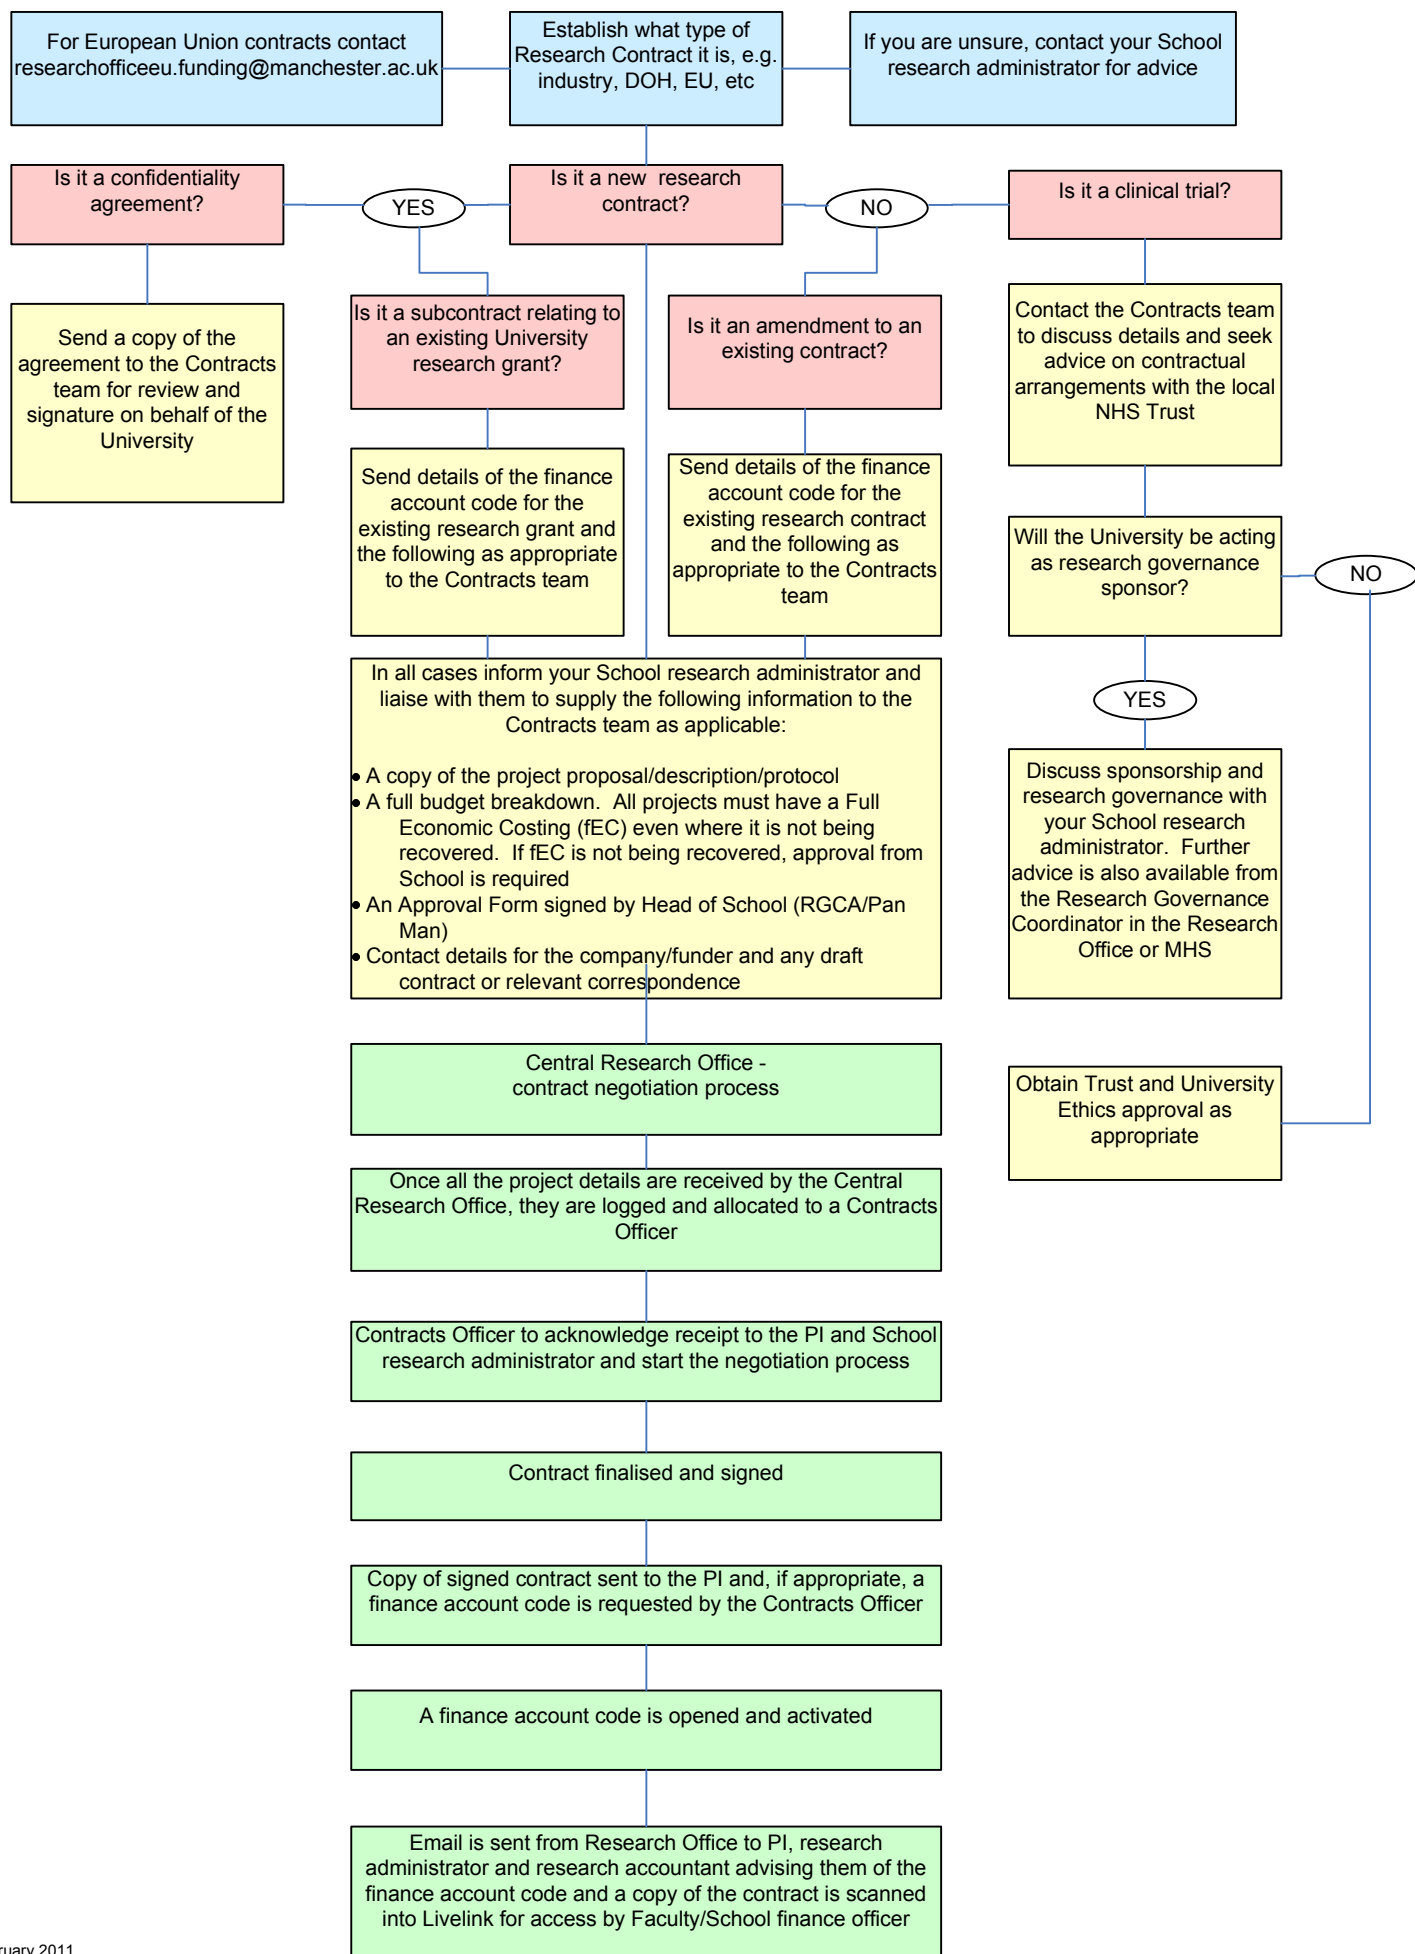 For European Union contracts contact
researchofficeeu.funding@manchester.ac.uk
Establish what type of
Research Contract it is, e.g.
industry, DOH, EU, etc
If you are unsure, contact your School
research administrator for advice
Is it a confidentiality
agreement?
YES
Is it a new  research
contract?
NO
Is it a clinical trial?
Send a copy of the
agreement to the Contracts
team for review and
signature on behalf of the
University
Is it a subcontract relating to
an existing University
research grant?
Is it an amendment to an
existing contract?
Contact the Contracts team
to discuss details and seek
advice on contractual
arrangements with the local
NHS Trust
Send details of the finance
account code for the
existing research grant and
the following as appropriate
to the Contracts team
Send details of the finance
account code for the
existing research contract
and the following as
appropriate to the Contracts
team
Will the University be acting
as research governance
sponsor?
NO
YES
In all cases inform your School research administrator and
liaise with them to supply the following information to the
Contracts team as applicable:
• A copy of the project proposal/description/protocol
• A full budget breakdown.  All projects must have a Full
Economic Costing (fEC) even where it is not being
recovered.  If fEC is not being recovered, approval from
School is required
• An Approval Form signed by Head of School (RGCA/Pan
Man)
• Contact details for the company/funder and any draft
contract or relevant correspondence
Discuss sponsorship and
research governance with
your School research
administrator.  Further
advice is also available from
the Research Governance
Coordinator in the Research
Office or MHS
Central Research Office -
contract negotiation process
Obtain Trust and University
Ethics approval as
appropriate
Once all the project details are received by the Central
Research Office, they are logged and allocated to a Contracts
Officer
Contracts Officer to acknowledge receipt to the PI and School
research administrator and start the negotiation process
Contract finalised and signed
Copy of signed contract sent to the PI and, if appropriate, a
finance account code is requested by the Contracts Officer
A finance account code is opened and activated
Email is sent from Research Office to PI, research
administrator and research accountant advising them of the
finance account code and a copy of the contract is scanned
into Livelink for access by Faculty/School finance officer
ruary 2011